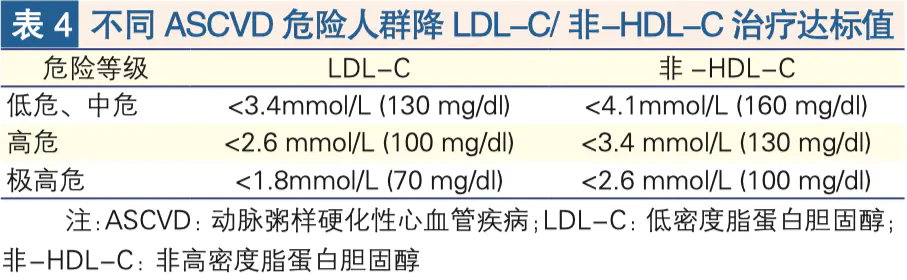 表 4 不同 ASCVD 危险人群降 LDL-C/ 非-HDL-C 治疗达标值
危险等级 LDL-C 非-HDL-C
低危、中危 <3.4mmol/L (130 mg/dl) <4.1mmol/L (160 mg/dl)
高危 <2.6 mmol/L (100 mg/dl) <3.4 mmol/L (130 mg/dl)
极高危 <1.8mmol/L (70 mg/dl) <2.6 mmol/L (100 mg/dl)
注:ASCVD: 动脉粥样硬化性心血管疾病;LDL-C: 低密度脂蛋白胆固醇;
非-HDL-C: 非高密度脂蛋白胆固醇